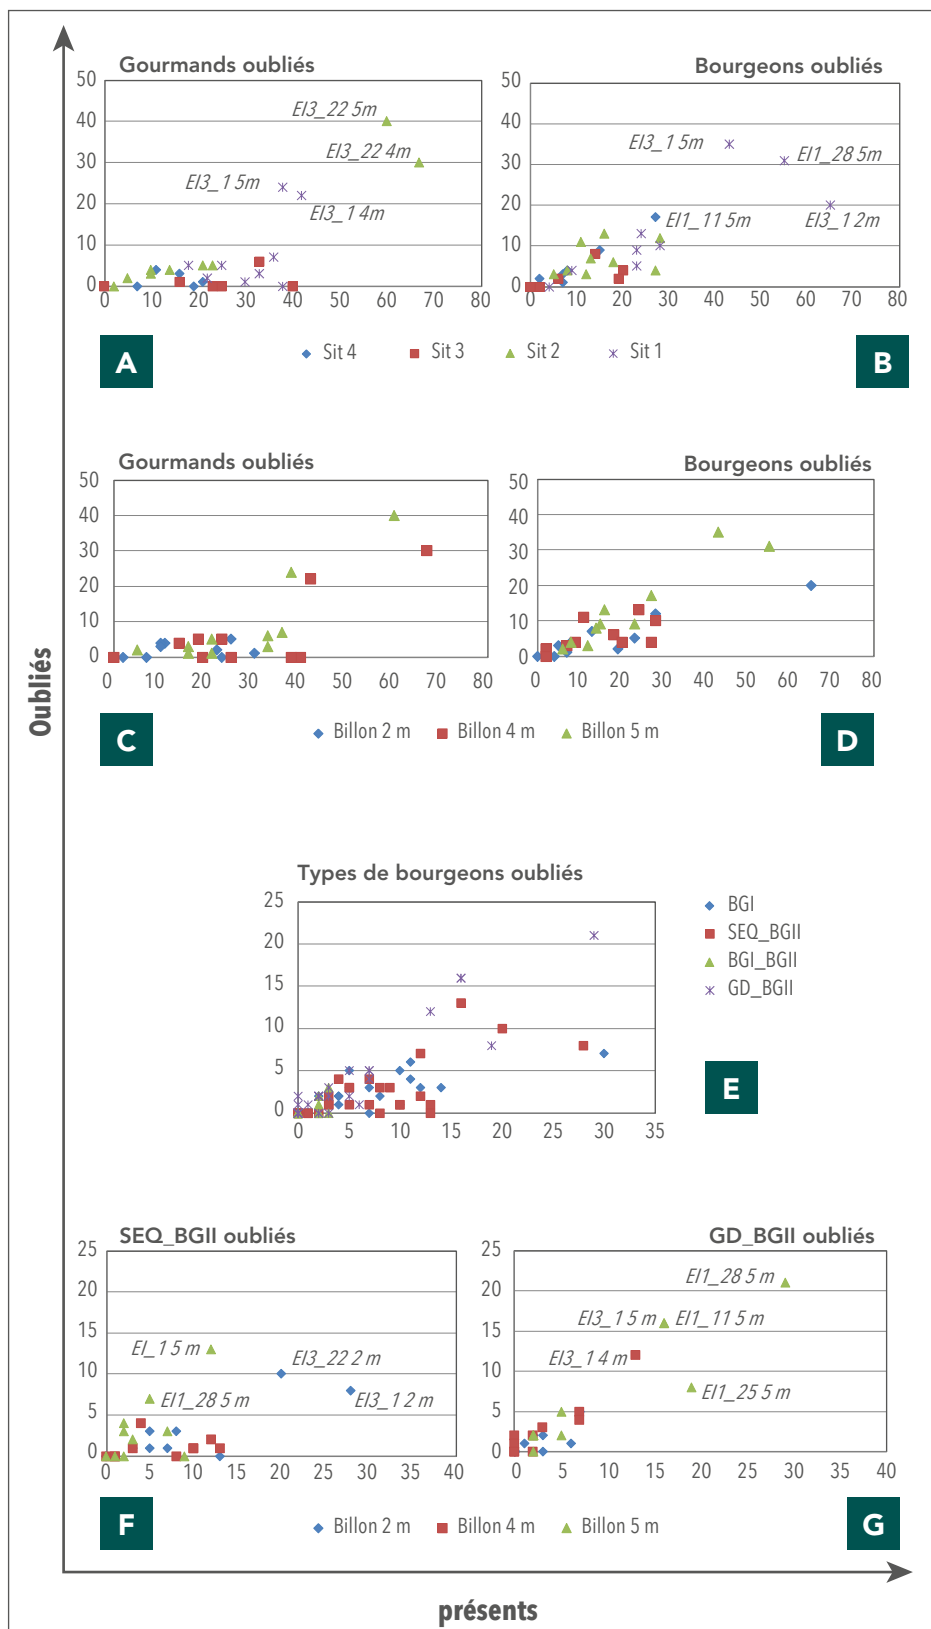 Gourmands oubliés
50
40
30
20
10
0
0 10 20 30 40 50 60 70 80
EI3_22 5m
EI3_22 4m
EI3_1 5m
EI3_1 4m
A
Bourgeons oubliés
50
40
30
20
10
0
0 10 20 30 40 50 60 70 80
EI3_1 5m
EI1_28 5m
EI1_11 5m
EI3_1 2m
B
Sit 4 Sit 3 Sit 2 Sit 1
Gourmands oubliés
50
40
30
20
10
0
0 10 20 30 40 50 60 70 80
C
Bourgeons oubliés
50
40
30
20
10
0
0 10 20 30 40 50 60 70 80
D
Billon 2 m Billon 4 m Billon 5 m
Oubliés
Types de bourgeons oubliés
25
20
15
10
5
0
0 5 10 15 20 25 30 35
BGI
SEQ_BGII
BGI_BGII
GD_BGII
E
SEQ_BGII oubliés
25
20
15
10
5
0
0 5 10 15 20 25 30 35 40
EI_1 5 m
EI3_22 2 m
EI1_28 5 m
EI3_1 2 m
F
GD_BGII oubliés
25
20
15
10
5
0
0 5 10 15 20 25 30 35 40
EI1_28 5 m
EI3_1 5 m
EI1_11 5 m
EI3_1 4 m
EI1_25 5 m
G
Billon 2 m Billon 4 m Billon 5 m
présents